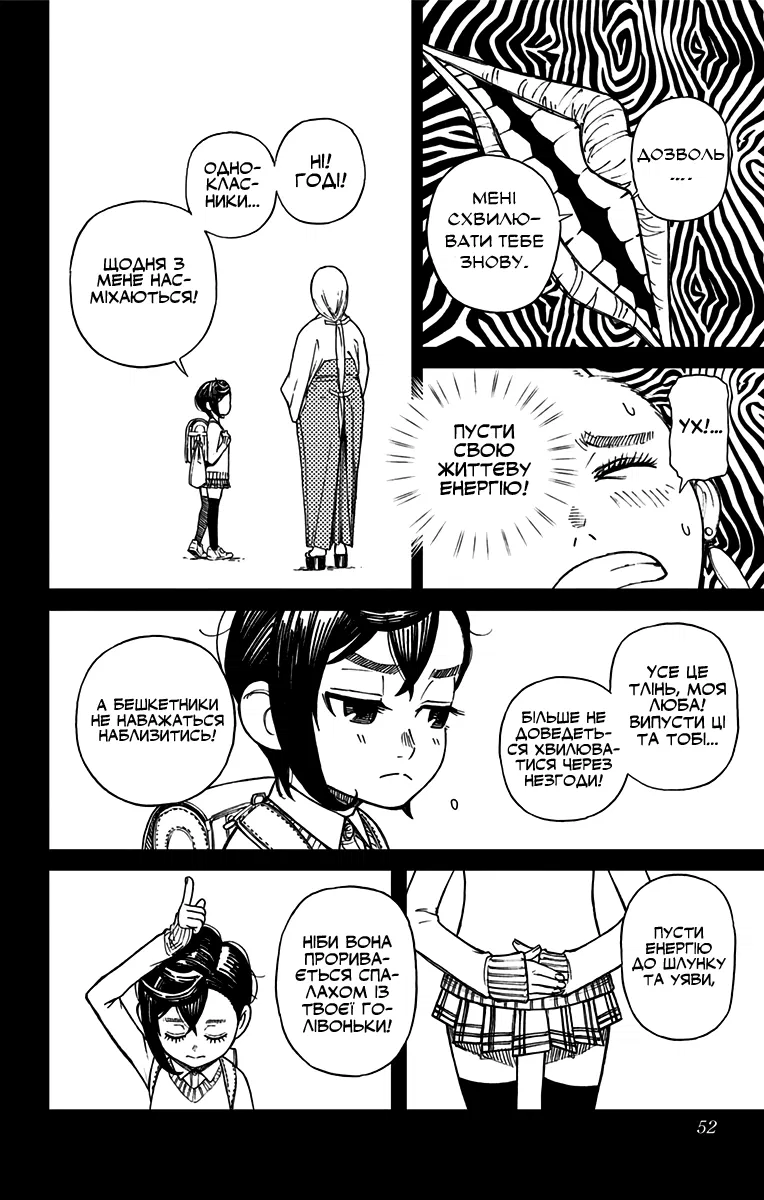 ДОЗВОЛЬ
....
МЕНІ
СХВИЛЮ-
ВАТИ ТЕБЕ
ЗНОВУ.
УХ!...
ПУСТИ
СВОЮ
ЖИТТЄВУ
ЕНЕРГІЮ!
НІ!
ГОДІ!
ОДНО-
КЛАС-
НИКИ...
ЩОДНЯ З
МЕНЕ НАС-
МІХАЮТЬСЯ!
УСЕ ЦЕ
ТЛІНЬ, МОЯ
ЛЮБА!
ВИПУСТИ ЦІ
ТА ТОБІ...
БІЛЬШЕ НЕ
ДОВЕДЕТЬ-
СЯ ХВИЛЮВА-
ТИСЯ ЧЕРЕЗ
НЕЗГОДИ!
А БЕШКЕТНИКИ
НЕ НАВАЖАТЬСЯ
НАБЛИЗИТИСЬ!
ПУСТИ
ЕНЕРГІЮ
ДО ШЛУНКУ
ТА УЯВИ,
НІБИ ВОНА
ПРОРИВА-
ЄТЬСЯ СПА-
ЛАХОМ ІЗ
ТВОЄЇ ГО-
ЛІВОНЬКИ!
52